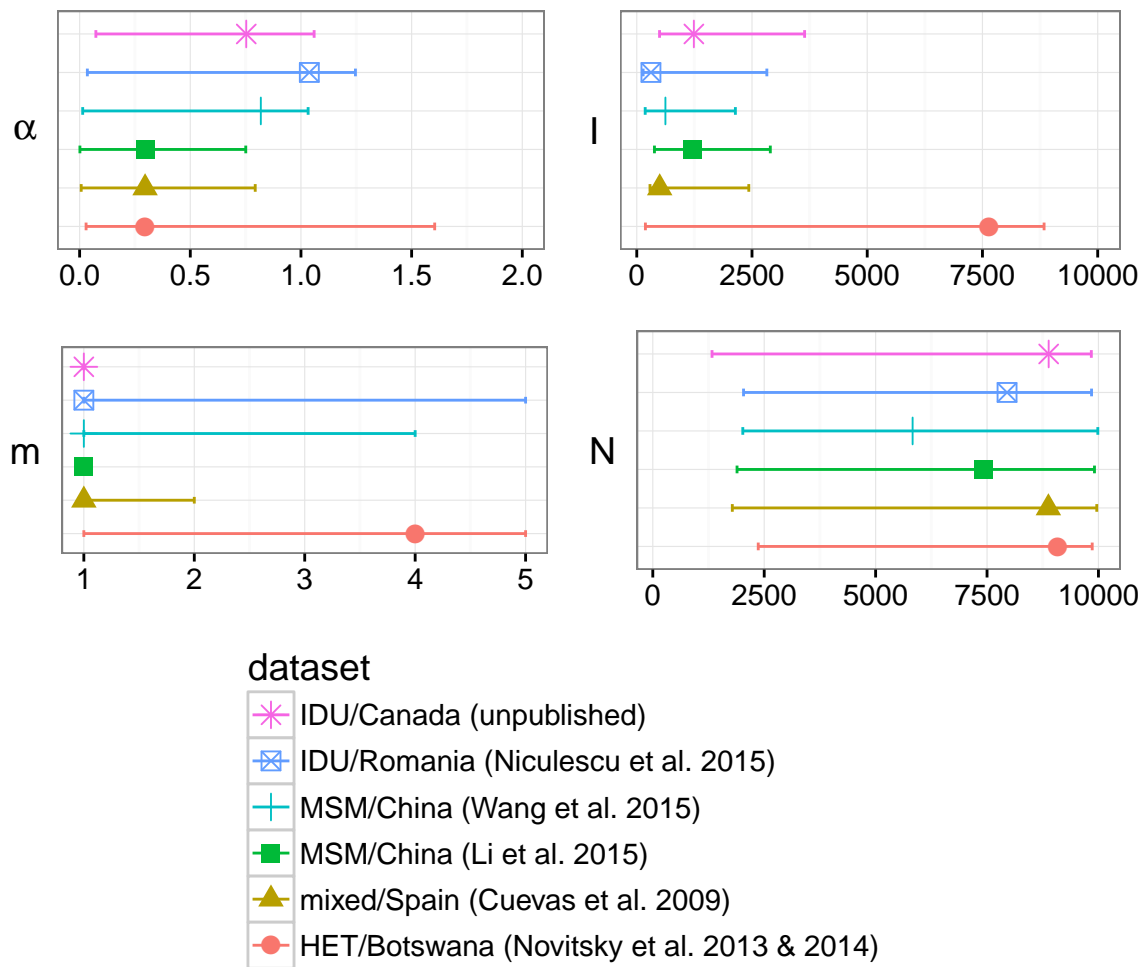 α
0.0 0.5 1.0 1.5 2.0
I
0 2500 5000 7500 10000
m
1 2 3 4 5
N
0 2500 5000 7500 10000
dataset
IDU/Canada (unpublished)
IDU/Romania (Niculescu et al. 2015)
MSM/China (Wang et al. 2015)
MSM/China (Li et al. 2015)
mixed/Spain (Cuevas et al. 2009)
HET/Botswana (Novitsky et al. 2013 & 2014)